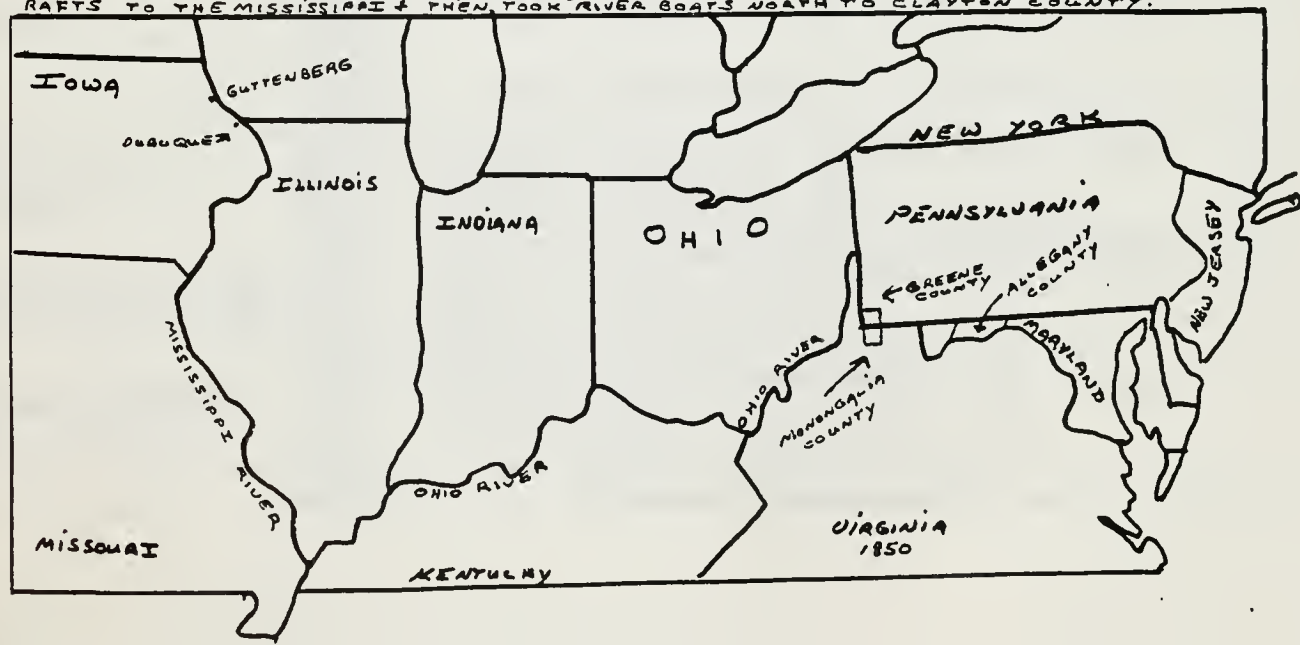 RAFTS TO THE MISSISSIPPI + THEN TOOK RIVER BOATS NORTH TO CLAYTON COUNTY.
IOWA
GUTTENBERG
DUBUQUE
ILLINOIS
INDIANA
OHIO
NEW YORK
PENNSYLVANIA
NEW JERSEY
← GREENE
COUNTY
ALLEGANY
COUNTY
MARYLAND
MISSISSIPPI
RIVER
OHIO RIVER
OHIO RIVER
MONONGALIA
COUNTY
MISSOURI
KENTUCKY
VIRGINIA
1850